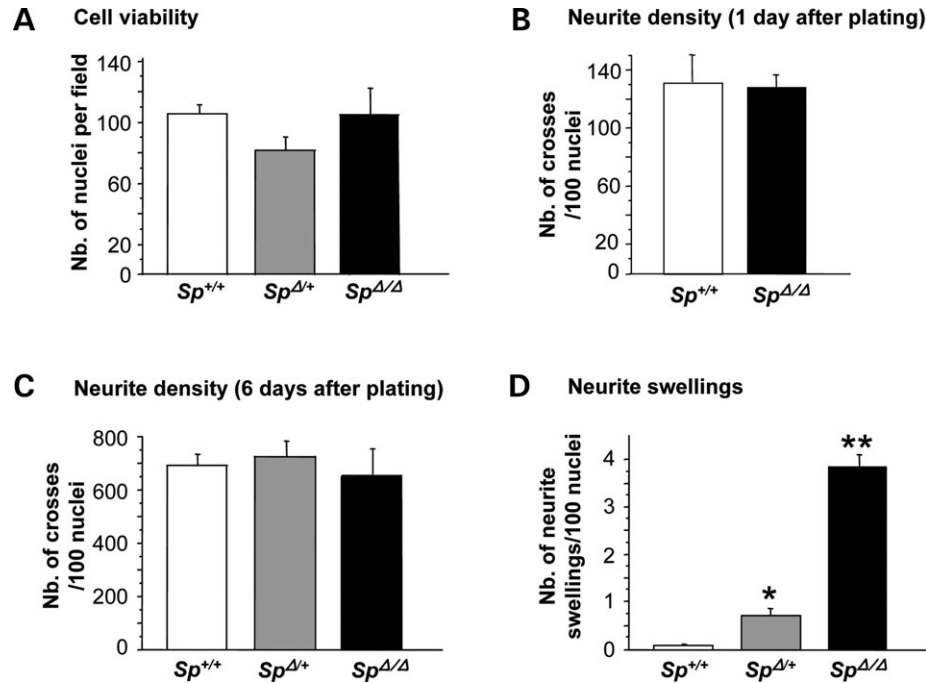 A Cell viability
Nb. of nuclei per field
140
100
60
20
0
Sp+/+ SpΔ/+ SpΔ/Δ
B Neurite density (1 day after plating)
Nb. of crosses
/100 nuclei
140
100
60
20
0
Sp+/+ SpΔ/Δ
C Neurite density (6 days after plating)
Nb. of crosses
/100 nuclei
800
600
400
200
0
Sp+/+ SpΔ/+ SpΔ/Δ
D Neurite swellings
Nb. of neurite
swellings/100 nuclei
4
3
2
1
0
*
**
Sp+/+ SpΔ/+ SpΔ/Δ